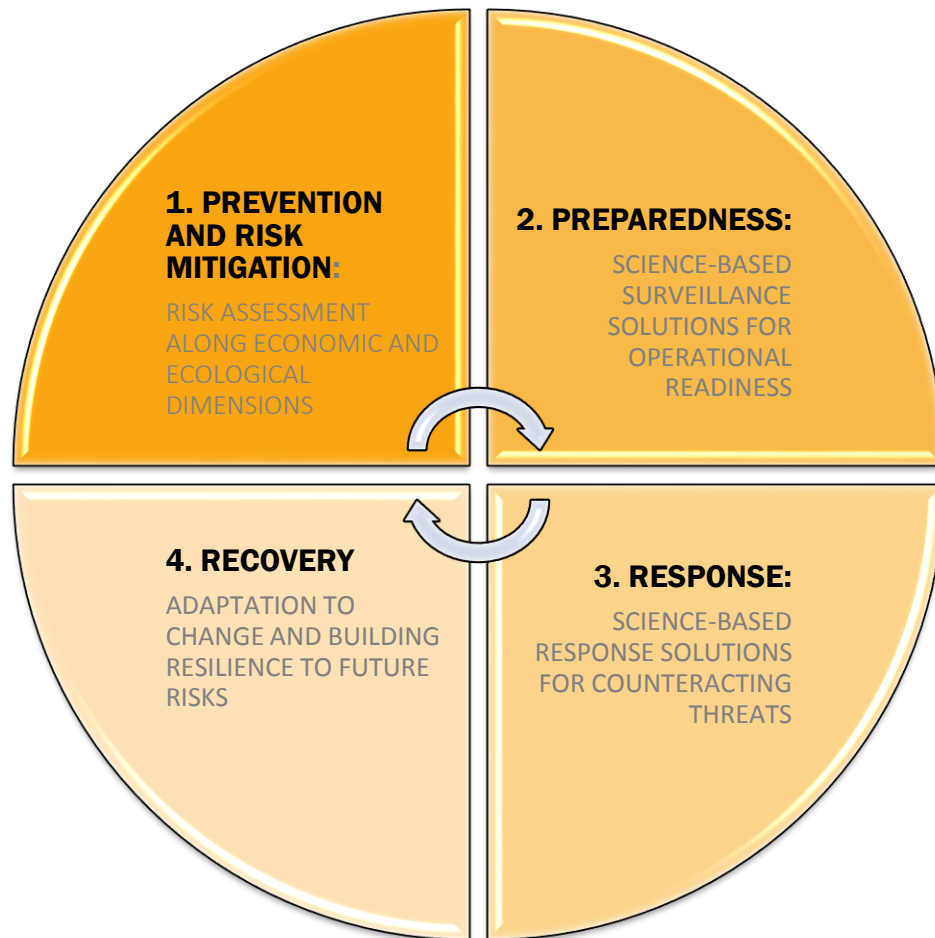 1. PREVENTION
AND RISK
MITIGATION:
RISK ASSESSMENT
ALONG ECONOMIC AND
ECOLOGICAL
DIMENSIONS
2. PREPAREDNESS:
SCIENCE-BASED
SURVEILLANCE
SOLUTIONS FOR
OPERATIONAL
READINESS
3. RESPONSE:
SCIENCE-BASED
RESPONSE SOLUTIONS
FOR COUNTERACTING
THREATS
4. RECOVERY
ADAPTATION TO
CHANGE AND BUILDING
RESILIENCE TO FUTURE
RISKS